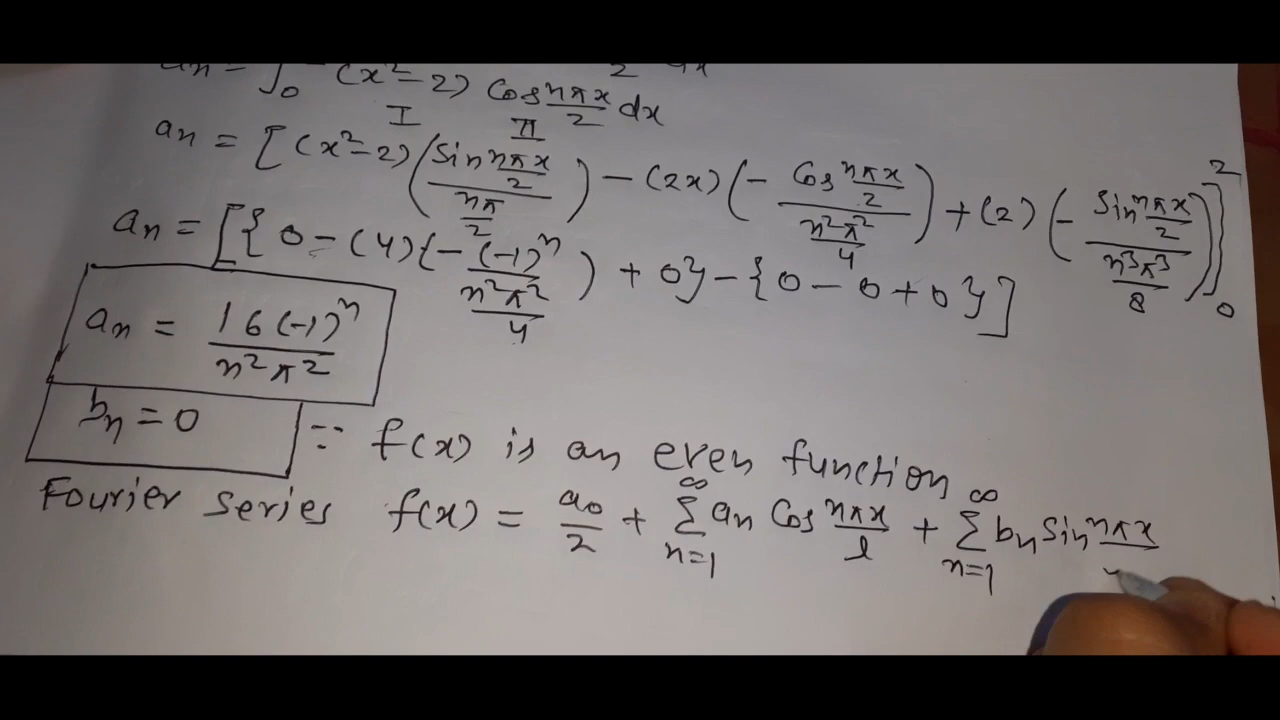 an = ∫₀ (x²-2) Cos nπx/2 dx
I II
an = [(x²-2)(Sin nπx/2 / nπ/2) - (2x)(- Cos nπx/2 / n²π²/4) + (2)(- Sin nπx/2 / n³π³/8)]₀²
an = [{0 - (4)(- (-1)ⁿ / n²π²/4) + 0} - {0 - 0 + 0}]
an = 16(-1)ⁿ / n²π²
bn = 0 ∵ f(x) is an even function
Fourier series f(x) = a₀/2 + ∑ₙ₌₁^∞ an Cos nπx/l + ∑ₙ₌₁^∞ bn Sin nπx